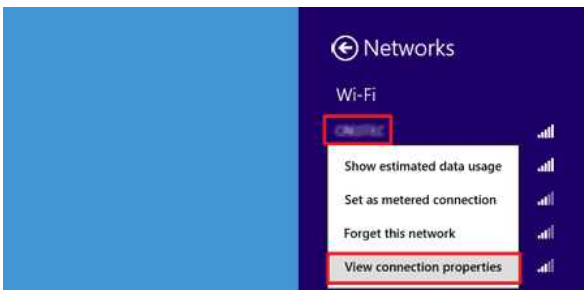 Networks
Wi-Fi
Show estimated data usage
Set as metered connection
Forget this network
View connection properties